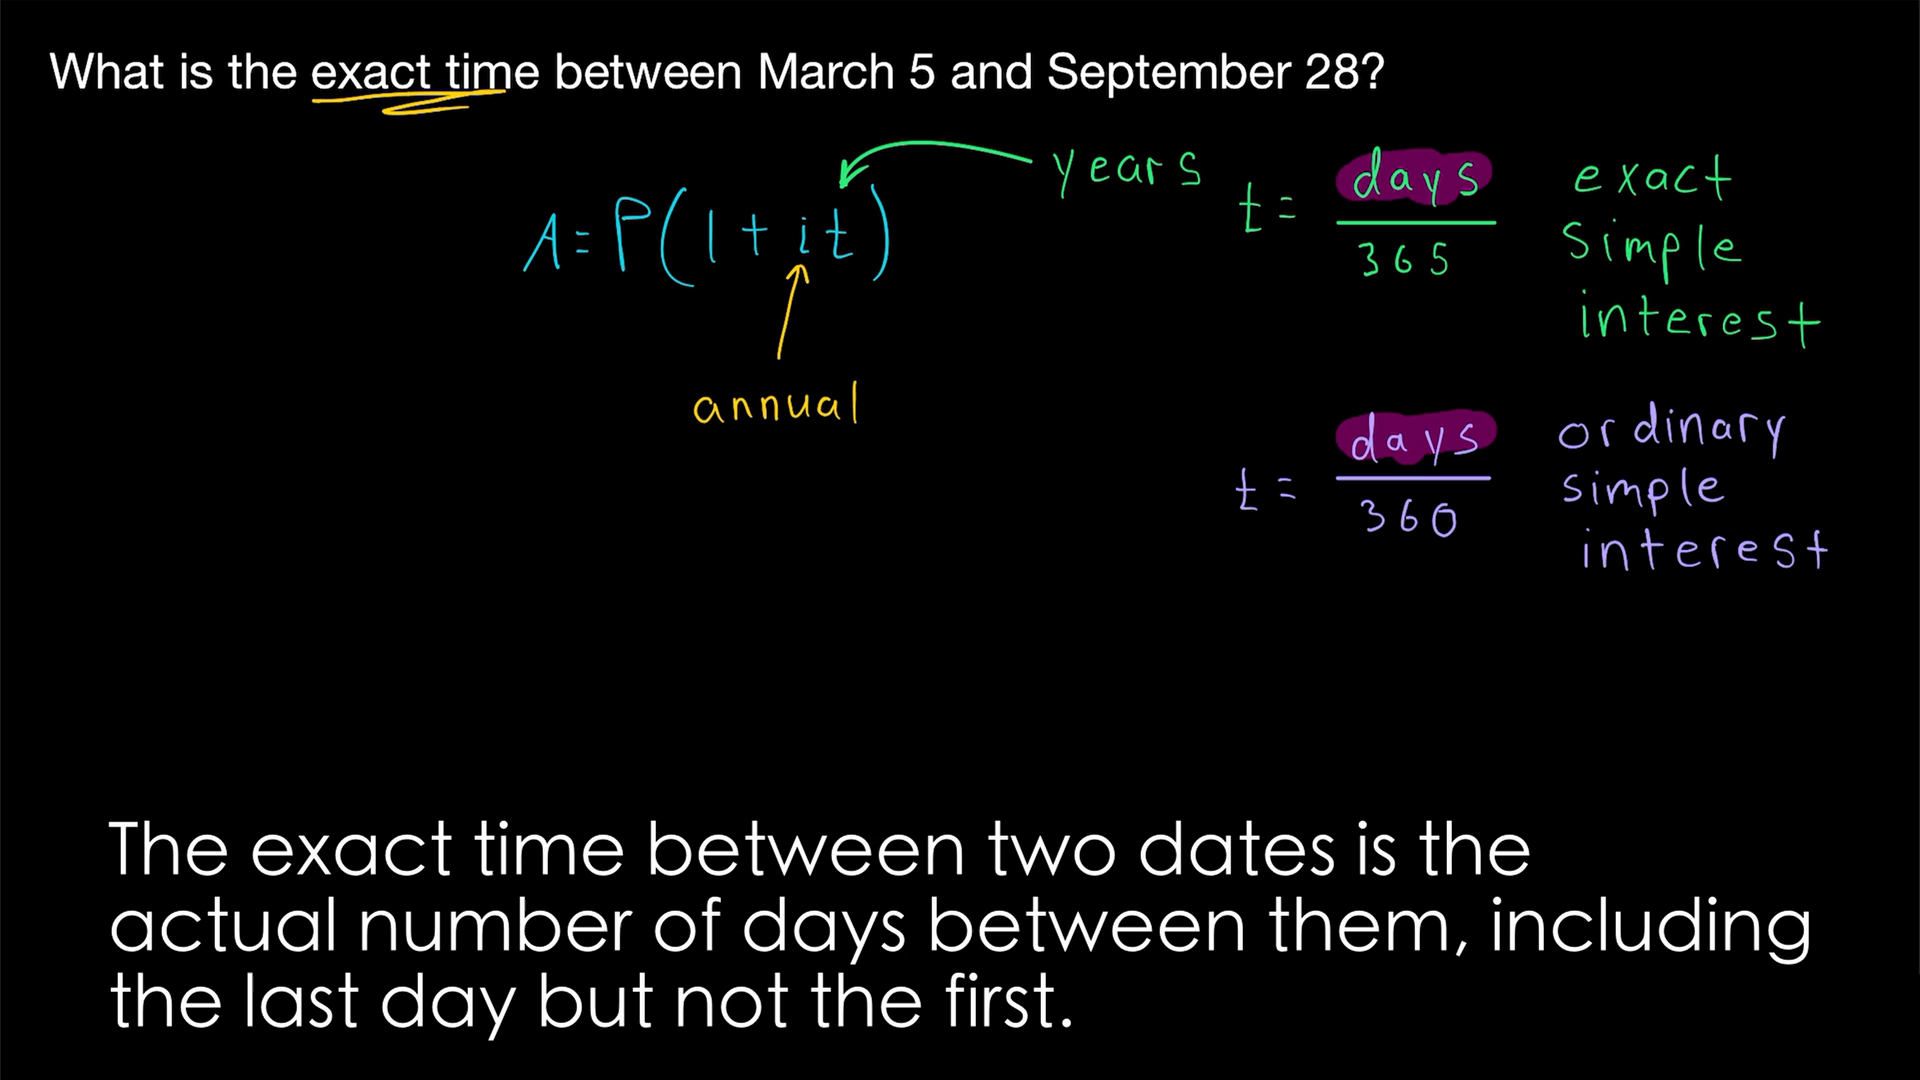 What is the exact time between March 5 and September 28?
years
A = P(1 + it)
annual
t = days / 365
exact
simple
interest
t = days / 360
ordinary
simple
interest
The exact time between two dates is the
actual number of days between them, including
the last day but not the first.